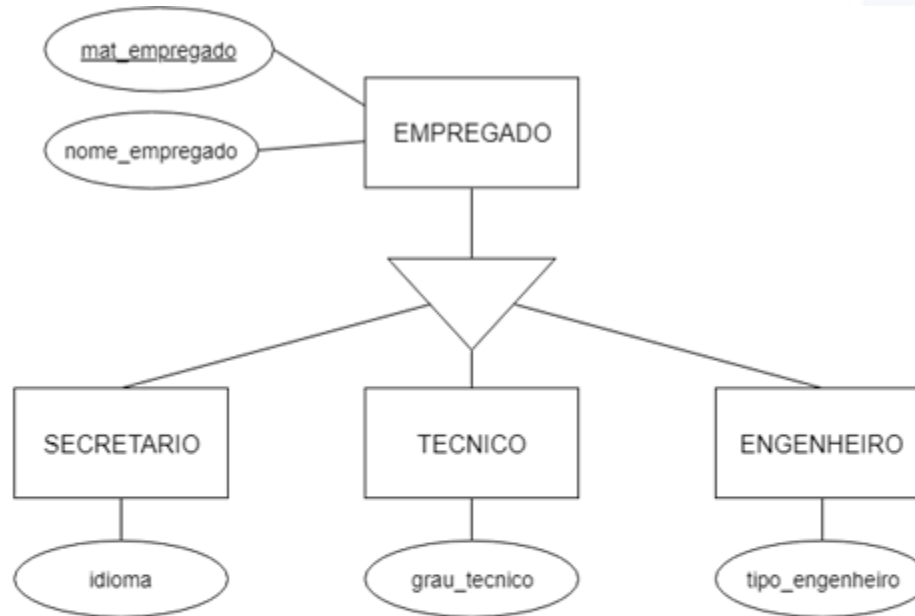 mat_empregado
nome_empregado
EMPREGADO
SECRETARIO
TECNICO
ENGENHEIRO
idioma
grau_tecnico
tipo_engenheiro